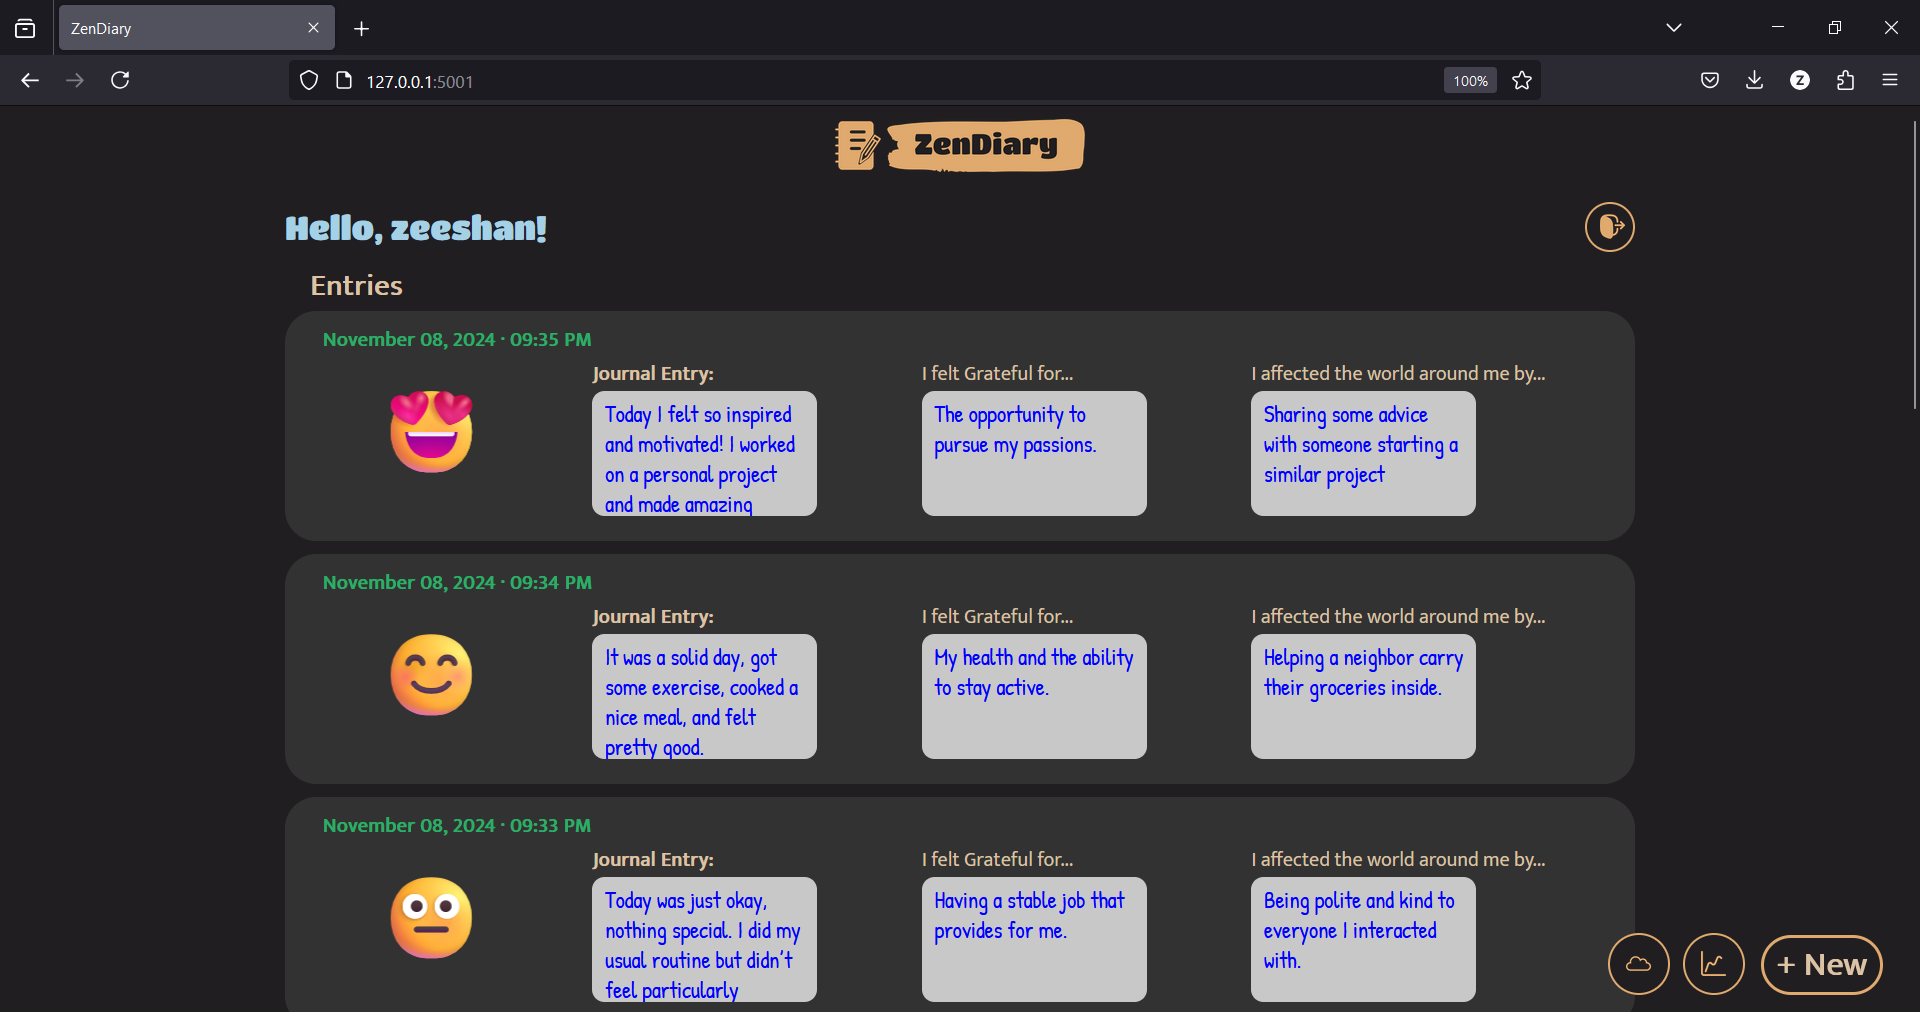 ZenDiary
127.0.0.1:5001
100%
Z
ZenDiary
Hello, zeeshan!
Entries
November 08, 2024 · 09:35 PM
Journal Entry:
Today I felt so inspired
and motivated! I worked
on a personal project
and made amazing
I felt Grateful for...
The opportunity to
pursue my passions.
I affected the world around me by...
Sharing some advice
with someone starting a
similar project
November 08, 2024 · 09:34 PM
Journal Entry:
It was a solid day, got
some exercise, cooked a
nice meal, and felt
pretty good.
I felt Grateful for...
My health and the ability
to stay active.
I affected the world around me by...
Helping a neighbor carry
their groceries inside.
November 08, 2024 · 09:33 PM
Journal Entry:
Today was just okay,
nothing special. I did my
usual routine but didn't
feel particularly
I felt Grateful for...
Having a stable job that
provides for me.
I affected the world around me by...
Being polite and kind to
everyone I interacted
with.
+ New